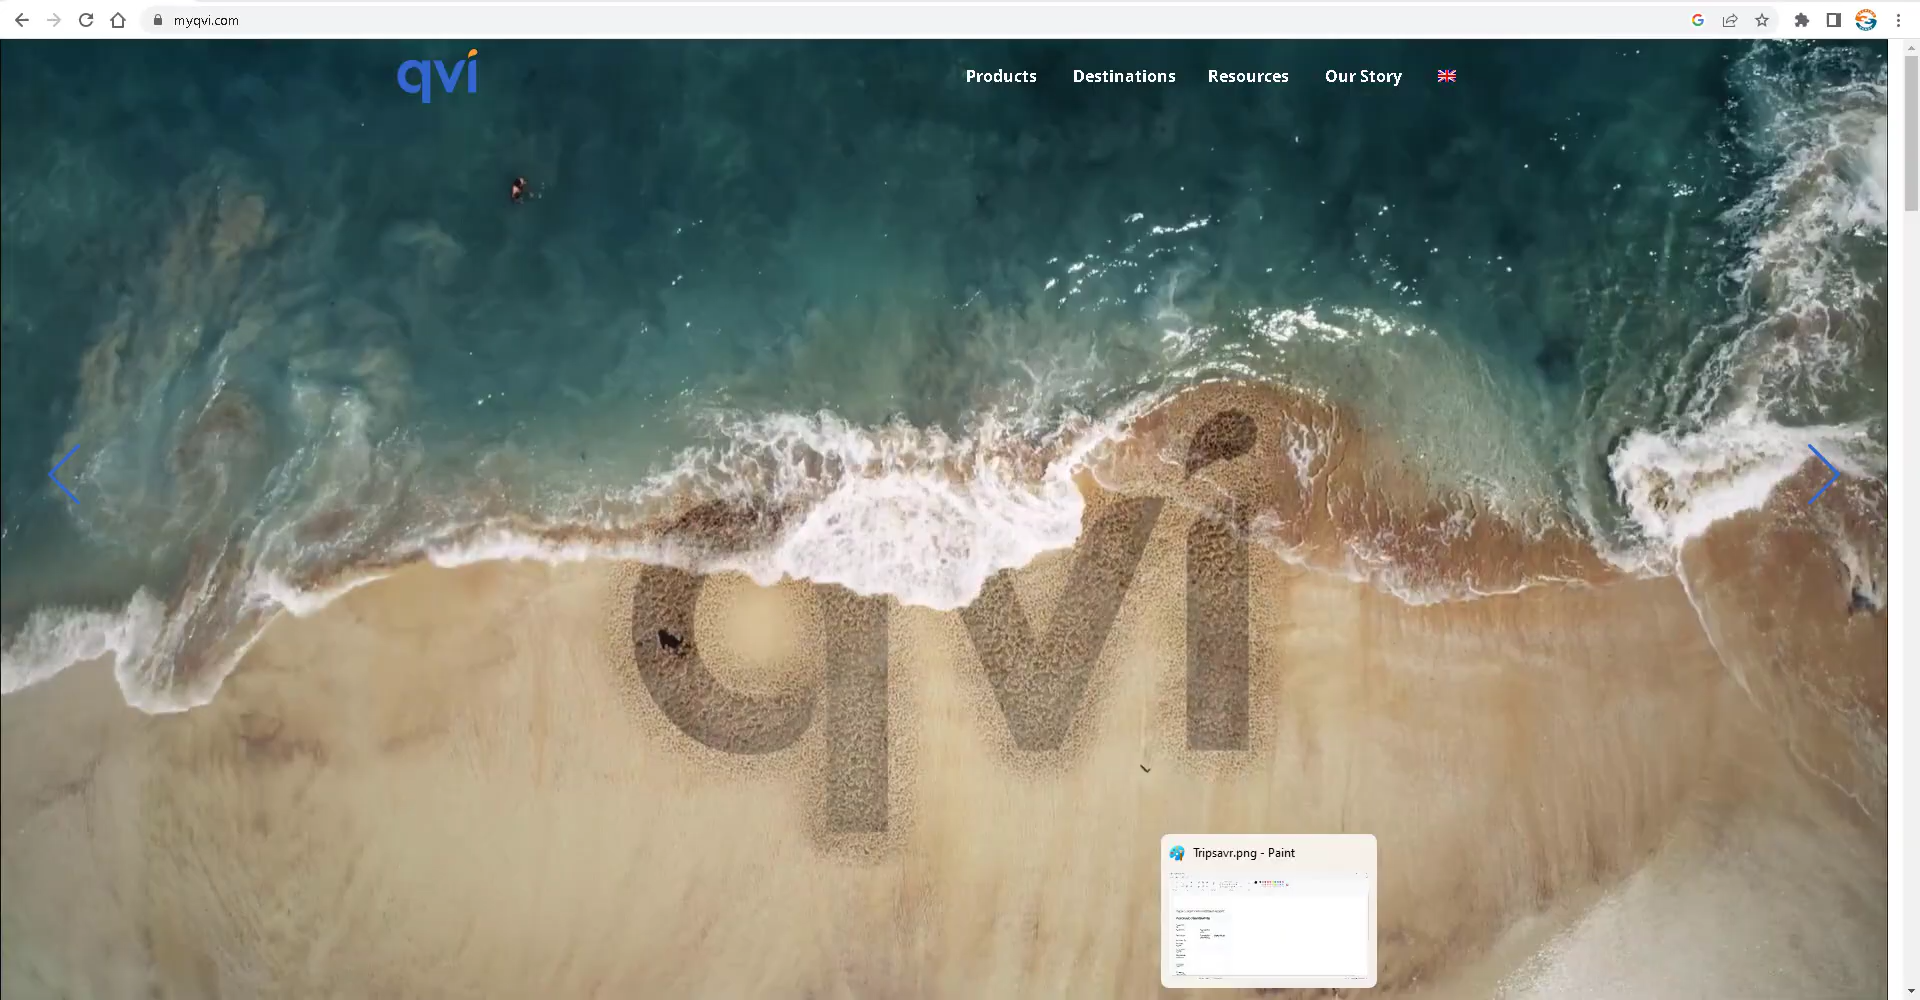 myqvi.com
qvi
Products
Destinations
Resources
Our Story
qvi
Tripsavr.png - Paint